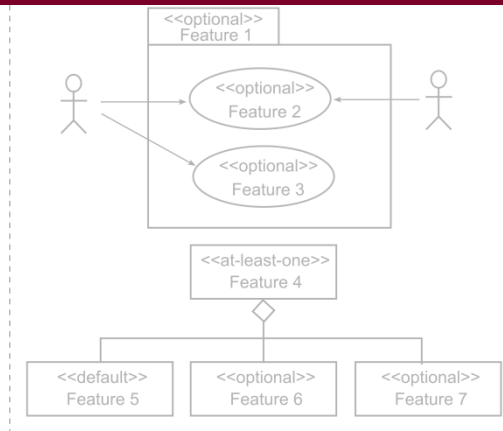 <<optional>>
Feature 1
<<optional>>
Feature 2
<<optional>>
Feature 3
<<at-least-one>>
Feature 4
<<default>>
Feature 5
<<optional>>
Feature 6
<<optional>>
Feature 7